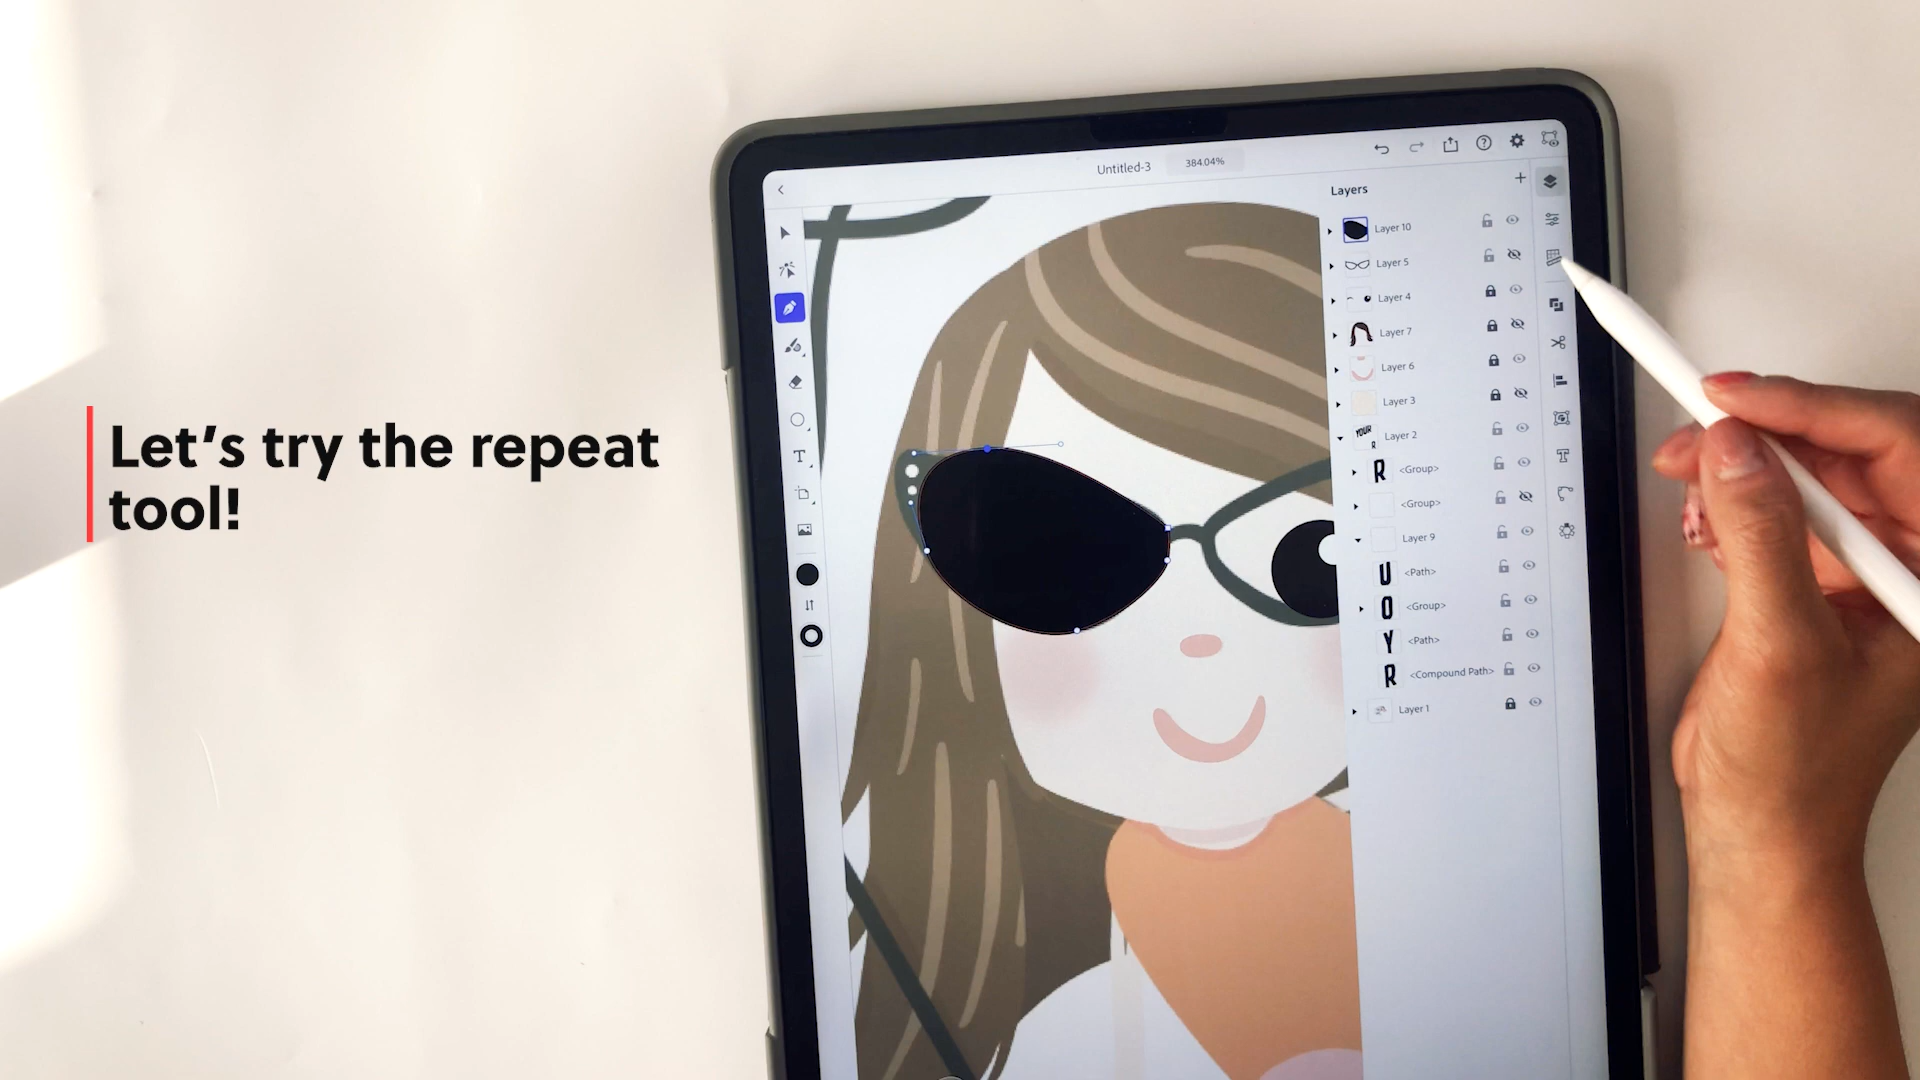 Let's try the repeat
tool!
Untitled-3
384.04%
Layers
Layer 10
Layer 5
Layer 4
Layer 7
Layer 6
Layer 3
YOUR
R
Layer 2
R
<Group>
<Group>
Layer 9
U
<Path>
O
<Group>
Y
<Path>
R
<Compound Path>
Layer 1
T
T